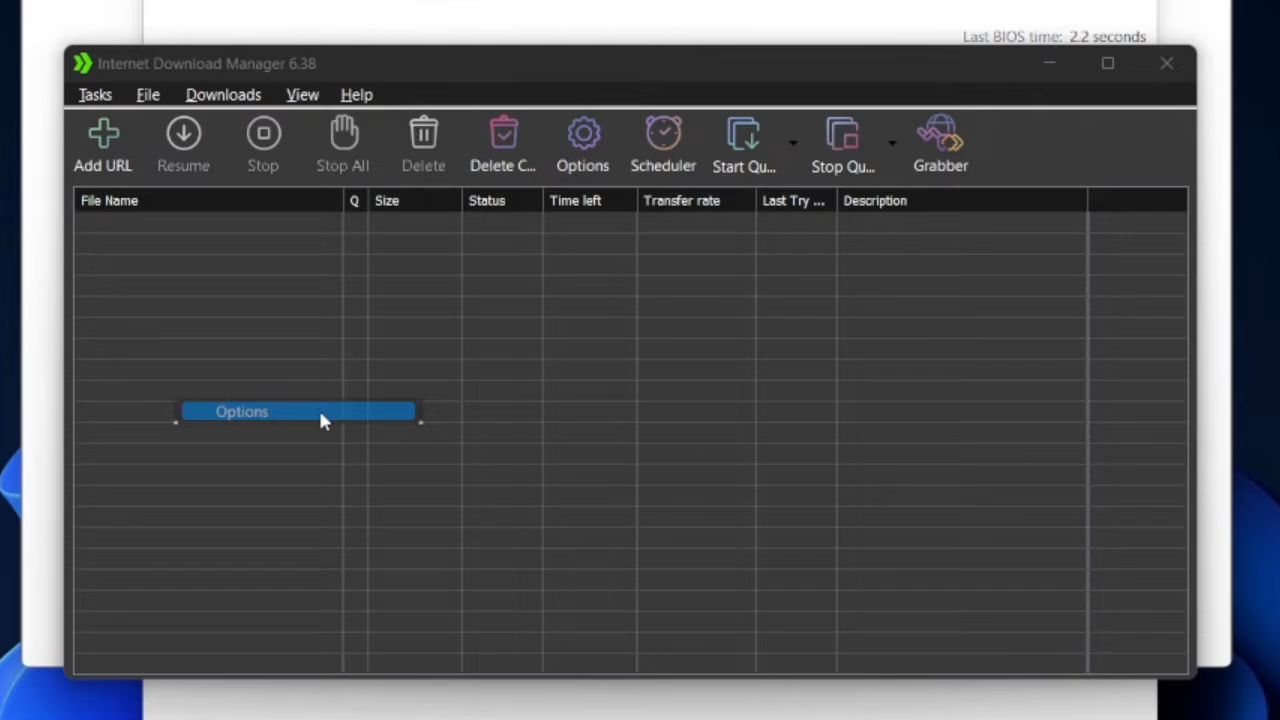 Last BIOS time: 2.2 seconds
Internet Download Manager 6.38
Tasks File Downloads View Help
Add URL Resume Stop Stop All Delete Delete C... Options Scheduler Start Qu... Stop Qu... Grabber
File Name Q Size Status Time left Transfer rate Last Try ... Description
Options